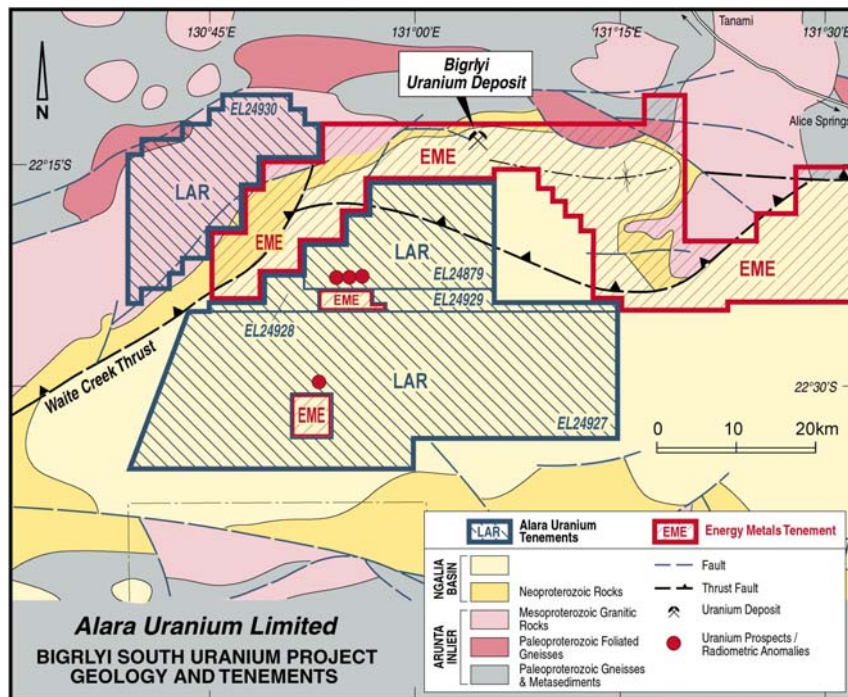 130°45'E
131°00'E
131°15'E
131°30'E
Tanami
Alice Springs
N
Bigrlyi
Uranium Deposit
EL24930
22°15'S
LAR
EME
EME
LAR
EL24879
EME
EL24929
EL24928
EME
Waite Creek Thrust
LAR
22°30'S
EME
EL24927
0 10 20km
LAR Alara Uranium
Tenements
EME Energy Metals Tenement
NGALIA
BASIN
Neoproterozoic Rocks
ARUNTA
INLIER
Mesoproterozoic Granitic
Rocks
Paleoproterozoic Foliated
Gneisses
Paleoproterozoic Gneisses
& Metasediments
Fault
Thrust Fault
Uranium Deposit
Uranium Prospects /
Radiometric Anomalies
Alara Uranium Limited
BIGRLYI SOUTH URANIUM PROJECT
GEOLOGY AND TENEMENTS